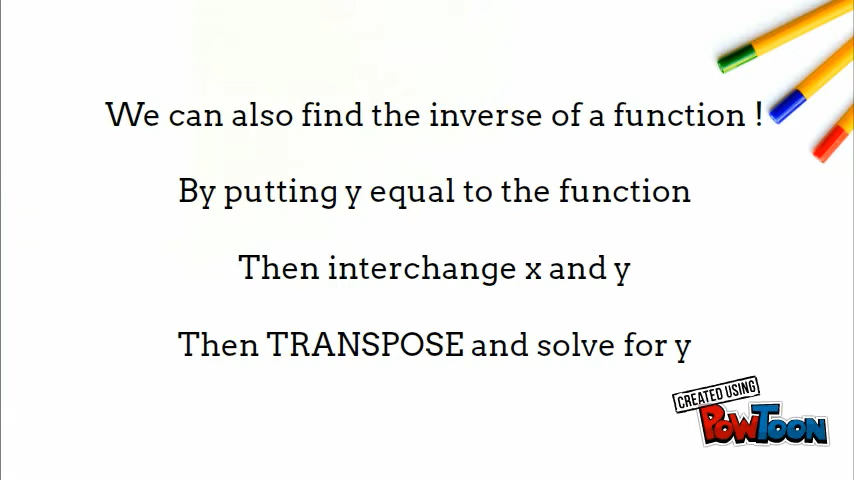 We can also find the inverse of a function !
By putting y equal to the function
Then interchange x and y
Then TRANSPOSE and solve for y
CREATED USING
POWTOON